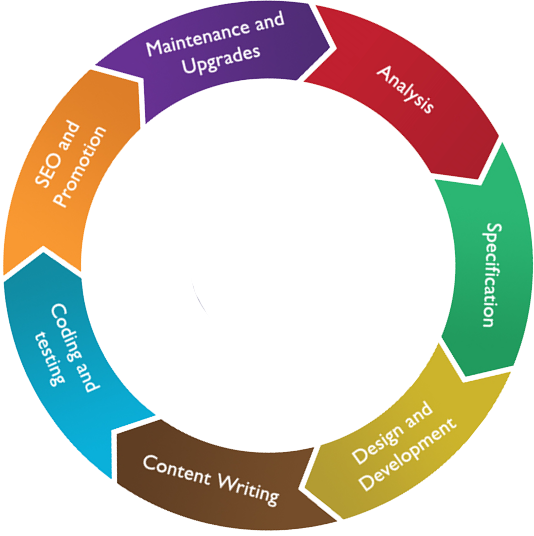 Maintenance and
Upgrades
Analysis
Specification
Design and
Development
Content Writing
Coding and
testing
SEO and
Promotion